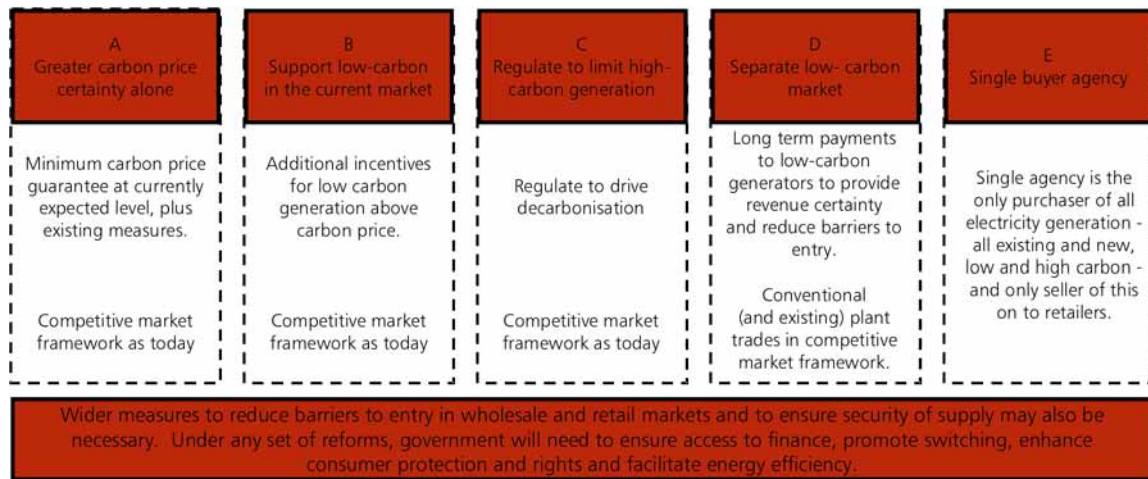 A
Greater carbon price
certainty alone
Minimum carbon price
guarantee at currently
expected level, plus
existing measures.
Competitive market
framework as today
B
Support low-carbon
in the current market
Additional incentives
for low carbon
generation above
carbon price.
Competitive market
framework as today
C
Regulate to limit high-
carbon generation
Regulate to drive
decarbonisation
Competitive market
framework as today
D
Separate low- carbon
market
Long term payments
to low-carbon
generators to provide
revenue certainty
and reduce barriers to
entry.
Conventional
(and existing) plant
trades in competitive
market framework.
E
Single buyer agency
Single agency is the
only purchaser of all
electricity generation -
all existing and new,
low and high carbon -
and only seller of this
on to retailers.
Wider measures to reduce barriers to entry in wholesale and retail markets and to ensure security of supply may also be
necessary. Under any set of reforms, government will need to ensure access to finance, promote switching, enhance
consumer protection and rights and facilitate energy efficiency.